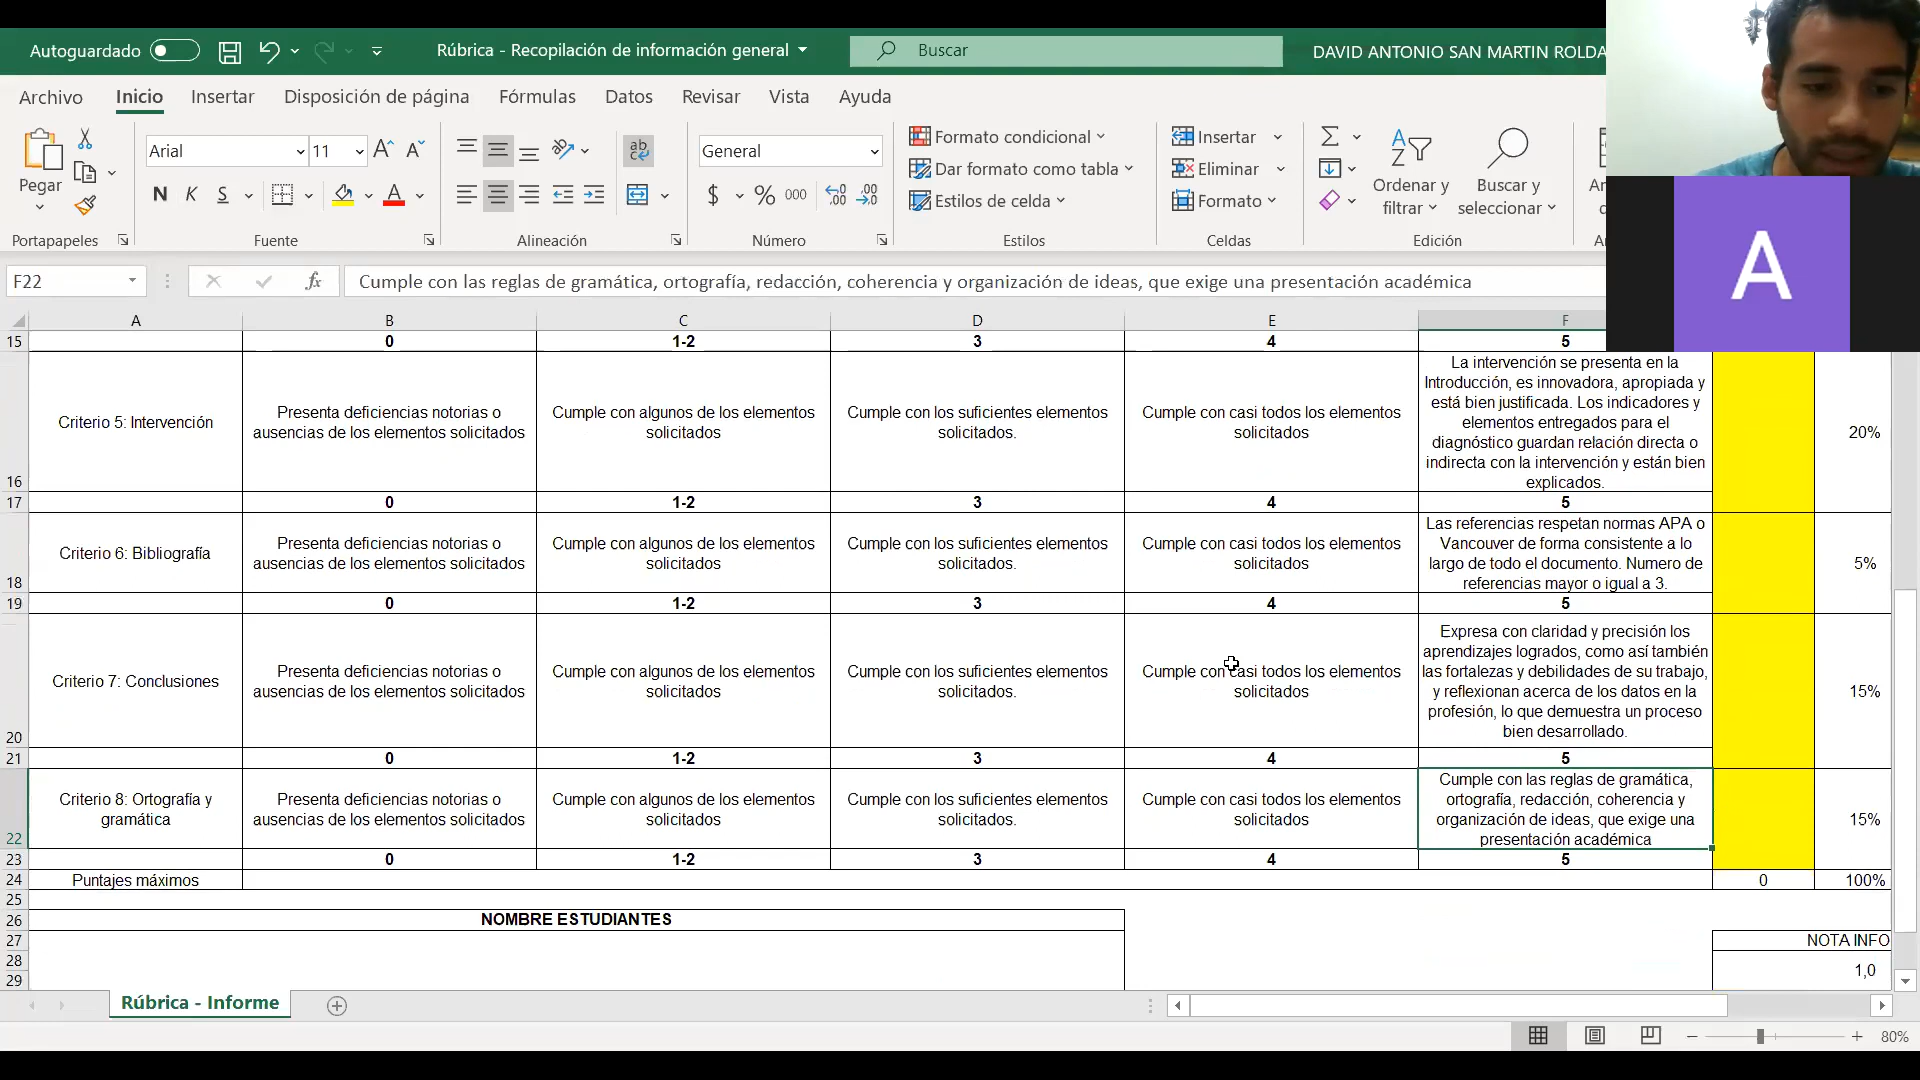 Autoguardado
Rúbrica - Recopilación de información general
Buscar
DAVID ANTONIO SAN MARTIN ROLDA
Archivo Inicio Insertar Disposición de página Fórmulas Datos Revisar Vista Ayuda
Pegar
Portapapeles
Arial 11
N K S
Fuente
ab
Alineación
General
$ % 000
Número
Formato condicional
Dar formato como tabla
Estilos de celda
Estilos
Insertar
Eliminar
Formato
Celdas
Ordenar y
filtrar
Buscar y
seleccionar
Edición
A
F22
fx
Cumple con las reglas de gramática, ortografía, redacción, coherencia y organización de ideas, que exige una presentación académica
A B C D E F
15 0 1-2 3 4 5
16
Criterio 5: Intervención
Presenta deficiencias notorias o
ausencias de los elementos solicitados
Cumple con algunos de los elementos
solicitados
Cumple con los suficientes elementos
solicitados.
Cumple con casi todos los elementos
solicitados
La intervención se presenta en la
Introducción, es innovadora, apropiada y
está bien justificada. Los indicadores y
elementos entregados para el
diagnóstico guardan relación directa o
indirecta con la intervención y están bien
explicados.
20%
17 0 1-2 3 4 5
18
Criterio 6: Bibliografía
Presenta deficiencias notorias o
ausencias de los elementos solicitados
Cumple con algunos de los elementos
solicitados
Cumple con los suficientes elementos
solicitados.
Cumple con casi todos los elementos
solicitados
Las referencias respetan normas APA o
Vancouver de forma consistente a lo
largo de todo el documento. Numero de
referencias mayor o igual a 3.
5%
19 0 1-2 3 4 5
20
Criterio 7: Conclusiones
Presenta deficiencias notorias o
ausencias de los elementos solicitados
Cumple con algunos de los elementos
solicitados
Cumple con los suficientes elementos
solicitados.
Cumple con casi todos los elementos
solicitados
Expresa con claridad y precisión los
aprendizajes logrados, como así también
las fortalezas y debilidades de su trabajo,
y reflexionan acerca de los datos en la
profesión, lo que demuestra un proceso
bien desarrollado.
15%
21 0 1-2 3 4 5
22
Criterio 8: Ortografía y
gramática
Presenta deficiencias notorias o
ausencias de los elementos solicitados
Cumple con algunos de los elementos
solicitados
Cumple con los suficientes elementos
solicitados.
Cumple con casi todos los elementos
solicitados
Cumple con las reglas de gramática,
ortografía, redacción, coherencia y
organización de ideas, que exige una
presentación académica
15%
23 0 1-2 3 4 5
24 Puntajes máximos 0 100%
25
26 NOMBRE ESTUDIANTES
27 NOTA INFO
28
1,0
29
Rúbrica - Informe
80%